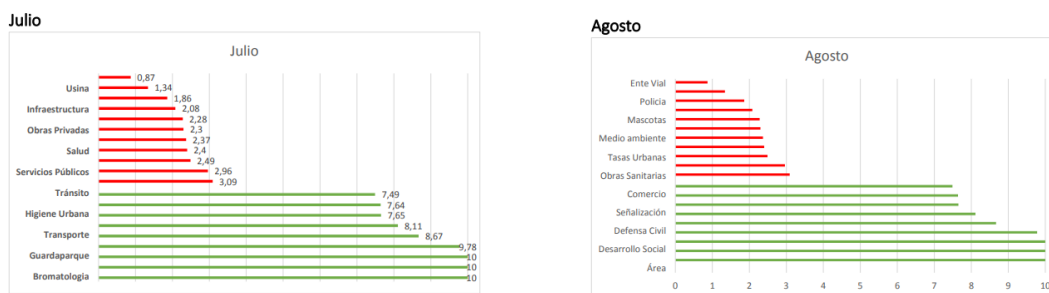 Julio
Julio
0,87
Usina 1,34
1,86
Infraestructura 2,08
2,28
Obras Privadas 2,3
2,37
Salud 2,4
2,49
Servicios Públicos 2,96
3,09
Tránsito 7,49
7,64
Higiene Urbana 7,65
8,11
Transporte 8,67
9,78
Guardaparque 10
10
Bromatologia 10
Agosto
Agosto
Ente Vial
Policia
Mascotas
Medio ambiente
Tasas Urbanas
Obras Sanitarias
Comercio
Señalización
Defensa Civil
Desarrollo Social
Área
0 1 2 3 4 5 6 7 8 9 10